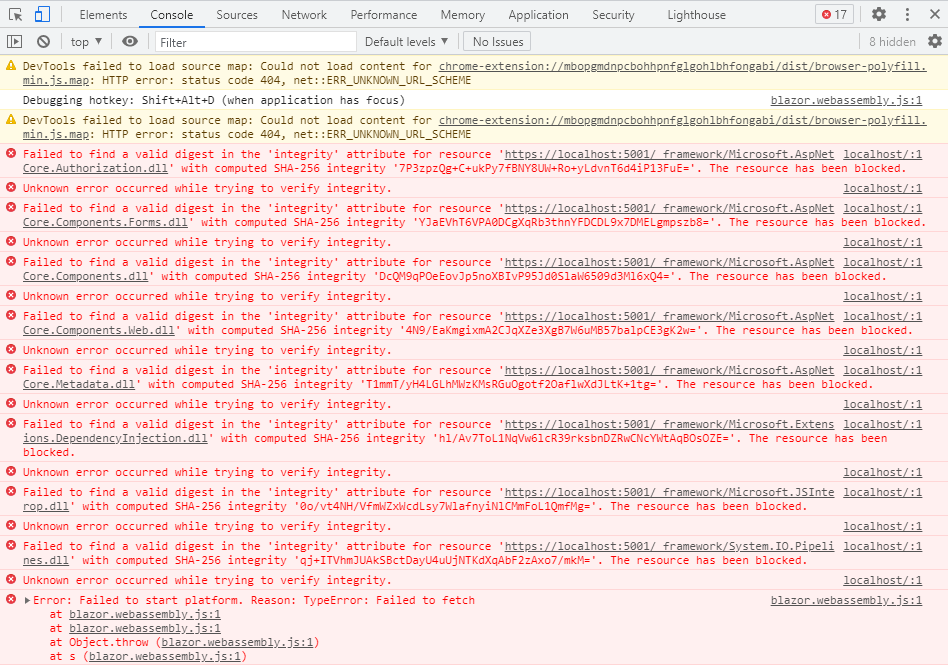 Elements Console Sources Network Performance Memory Application Security Lighthouse 17
top Filter Default levels No Issues 8 hidden
DevTools failed to load source map: Could not load content for chrome-extension://mbopgmdnpcbohhpnfglgohlbhfongabi/dist/browser-polyfill.
min.js.map: HTTP error: status code 404, net::ERR_UNKNOWN_URL_SCHEME
Debugging hotkey: Shift+Alt+D (when application has focus) blazor.webassembly.js:1
DevTools failed to load source map: Could not load content for chrome-extension://mbopgmdnpcbohhpnfglgohlbhfongabi/dist/browser-polyfill.
min.js.map: HTTP error: status code 404, net::ERR_UNKNOWN_URL_SCHEME
Failed to find a valid digest in the 'integrity' attribute for resource 'https://localhost:5001/_framework/Microsoft.AspNet localhost/:1
Core.Authorization.dll' with computed SHA-256 integrity '7P3zpzQg+C+ukPy7fBNY8UW+Ro+yLdvnT6d4iP13FuE='. The resource has been blocked.
Unknown error occurred while trying to verify integrity. localhost/:1
Failed to find a valid digest in the 'integrity' attribute for resource 'https://localhost:5001/_framework/Microsoft.AspNet localhost/:1
Core.Components.Forms.dll' with computed SHA-256 integrity 'YJaEVhT6VPA0DCgXqRb3thnYFDCDL9x7DMELgmpszb8='. The resource has been blocked.
Unknown error occurred while trying to verify integrity. localhost/:1
Failed to find a valid digest in the 'integrity' attribute for resource 'https://localhost:5001/_framework/Microsoft.AspNet localhost/:1
Core.Components.dll' with computed SHA-256 integrity 'DcQM9qPOeEovJp5noXBIvP95Jd0SlaW6509d3Ml6xQ4='. The resource has been blocked.
Unknown error occurred while trying to verify integrity. localhost/:1
Failed to find a valid digest in the 'integrity' attribute for resource 'https://localhost:5001/_framework/Microsoft.AspNet localhost/:1
Core.Components.Web.dll' with computed SHA-256 integrity '4N9/EaKmgixmA2CJqXZe3XgB7W6uMB57balpCE3gK2w='. The resource has been blocked.
Unknown error occurred while trying to verify integrity. localhost/:1
Failed to find a valid digest in the 'integrity' attribute for resource 'https://localhost:5001/_framework/Microsoft.AspNet localhost/:1
Core.Metadata.dll' with computed SHA-256 integrity 'T1mmT/yH4LGLhMWzKMsRGuOgotf2OaflwXdJLtK+1tg='. The resource has been blocked.
Unknown error occurred while trying to verify integrity. localhost/:1
Failed to find a valid digest in the 'integrity' attribute for resource 'https://localhost:5001/_framework/Microsoft.Extens localhost/:1
ions.DependencyInjection.dll' with computed SHA-256 integrity 'hl/Av7ToL1NqVw6lcR39rksbnDZRwCNcYWtAqBOsOZE='. The resource has been
blocked.
Unknown error occurred while trying to verify integrity. localhost/:1
Failed to find a valid digest in the 'integrity' attribute for resource 'https://localhost:5001/_framework/Microsoft.JSInte localhost/:1
rop.dll' with computed SHA-256 integrity '0o/vt4NH/VfmWZxWcdLsy7WlafnyiNlCMmFoL1QmfMg='. The resource has been blocked.
Unknown error occurred while trying to verify integrity. localhost/:1
Failed to find a valid digest in the 'integrity' attribute for resource 'https://localhost:5001/_framework/System.IO.Pipeli localhost/:1
nes.dll' with computed SHA-256 integrity 'qj+ITVhmJUAkSBctDayU4uUjNTKdXqAbF2zAxo7/mkM='. The resource has been blocked.
Unknown error occurred while trying to verify integrity. localhost/:1
Error: Failed to start platform. Reason: TypeError: Failed to fetch blazor.webassembly.js:1
at blazor.webassembly.js:1
at blazor.webassembly.js:1
at Object.throw (blazor.webassembly.js:1)
at s (blazor.webassembly.js:1)